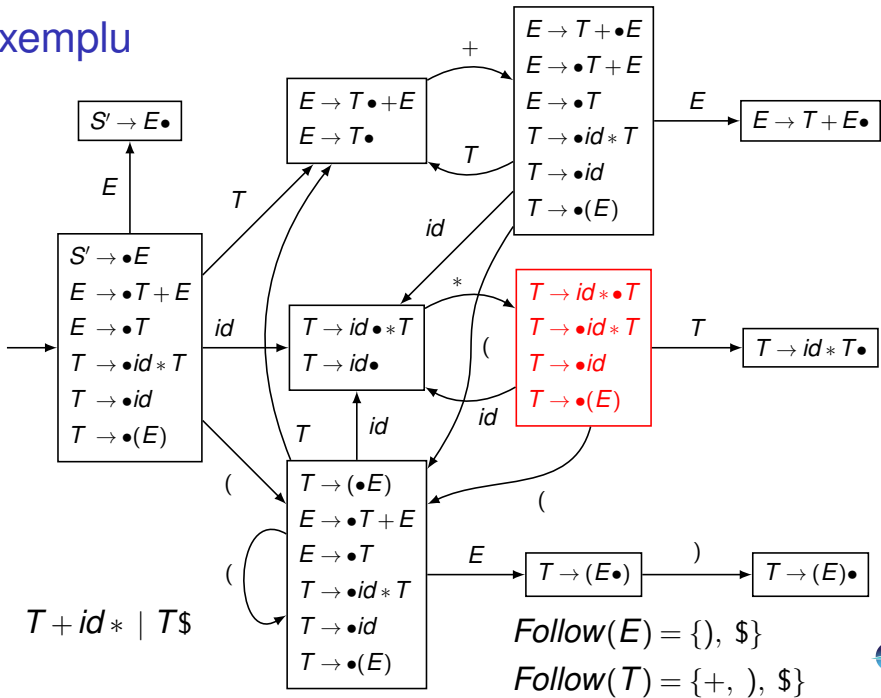 xemplu
S′ → E•
E
S′ → •E
E → •T + E
E → •T
T → •id ∗ T
T → •id
T → •(E)
T
id
(
E → T• + E
E → T•
+
T
E → T + •E
E → •T + E
E → •T
T → •id ∗ T
T → •id
T → •(E)
E
E → T + E•
id
(
T → id • ∗T
T → id•
∗
id
T → id ∗ •T
T → •id ∗ T
T → •id
T → •(E)
T
T → id ∗ T•
(
T
id
(
T → (•E)
E → •T + E
E → •T
T → •id ∗ T
T → •id
T → •(E)
E
T → (E•)
)
T → (E)•
T + id ∗ | T$
Follow(E) = {), $}
Follow(T) = {+, ), $}